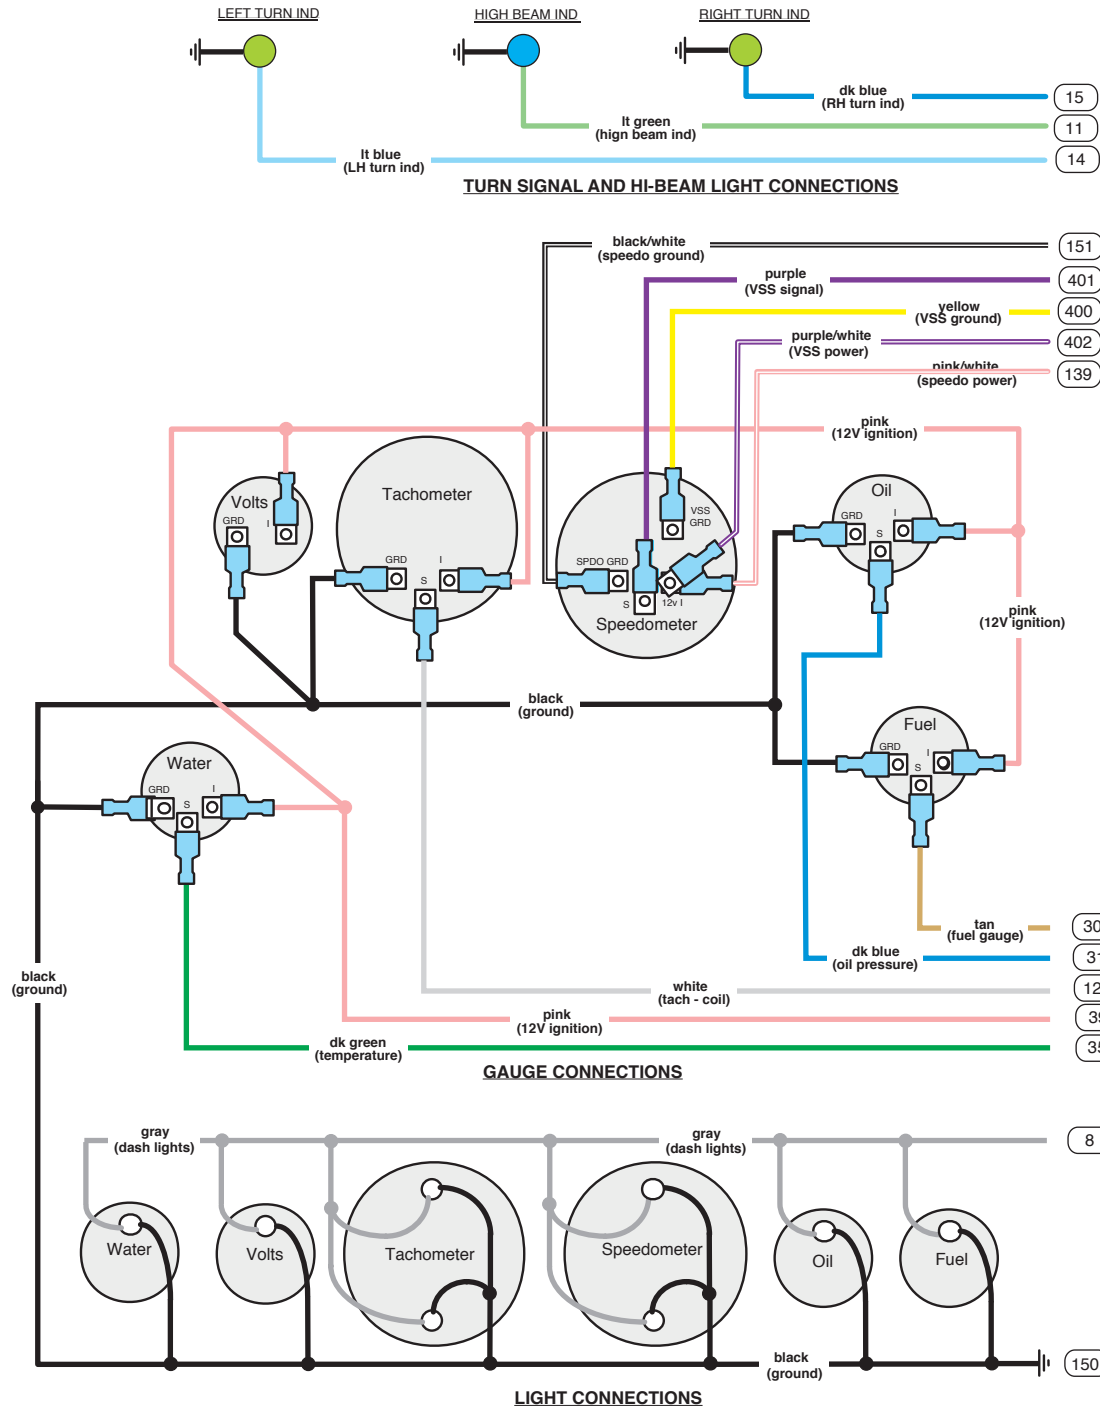 LEFT TURN IND
HIGH BEAM IND
RIGHT TURN IND
dk blue
(RH turn ind)
15
lt green
(hign beam ind)
11
lt blue
(LH turn ind)
14
TURN SIGNAL AND HI-BEAM LIGHT CONNECTIONS
black/white
(speedo ground)
151
purple
(VSS signal)
401
yellow
(VSS ground)
400
purple/white
(VSS power)
402
pink/white
(speedo power)
139
pink
(12V ignition)
Volts
GRD
I
Tachometer
GRD
S
I
VSS
GRD
SPDO GRD
S
12v I
Speedometer
Oil
GRD
S
I
pink
(12V ignition)
black
(ground)
Fuel
GRD
S
I
Water
GRD
S
I
tan
(fuel gauge)
30
dk blue
(oil pressure)
31
black
(ground)
white
(tach - coil)
12
pink
(12V ignition)
39
dk green
(temperature)
35
GAUGE CONNECTIONS
gray
(dash lights)
gray
(dash lights)
8
Water
Volts
Tachometer
Speedometer
Oil
Fuel
black
(ground)
150
LIGHT CONNECTIONS